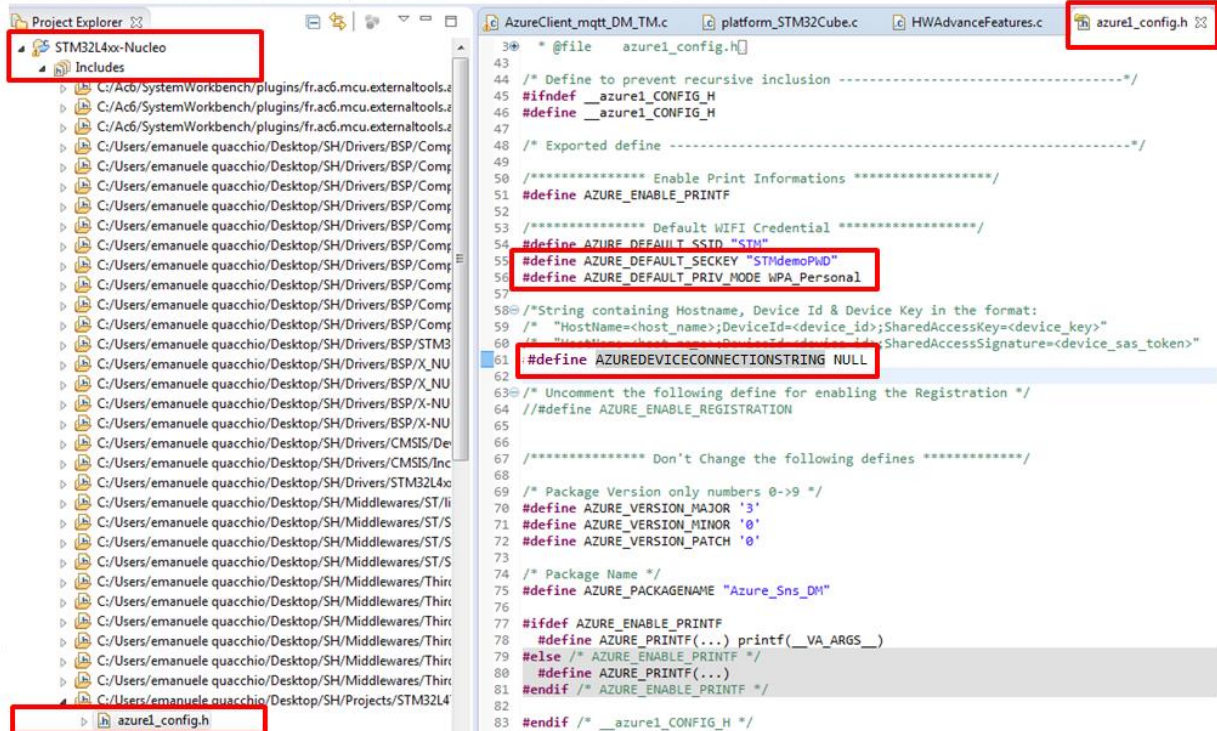 Project Explorer
STM32L4xx-Nucleo
Includes
C:/Ac6/SystemWorkbench/plugins/fr.ac6.mcu.externaltools.a
C:/Ac6/SystemWorkbench/plugins/fr.ac6.mcu.externaltools.a
C:/Ac6/SystemWorkbench/plugins/fr.ac6.mcu.externaltools.a
C:/Users/emanuele quacchio/Desktop/SH/Drivers/BSP/Comp
C:/Users/emanuele quacchio/Desktop/SH/Drivers/BSP/Comp
C:/Users/emanuele quacchio/Desktop/SH/Drivers/BSP/Comp
C:/Users/emanuele quacchio/Desktop/SH/Drivers/BSP/Comp
C:/Users/emanuele quacchio/Desktop/SH/Drivers/BSP/Comp
C:/Users/emanuele quacchio/Desktop/SH/Drivers/BSP/Comp
C:/Users/emanuele quacchio/Desktop/SH/Drivers/BSP/Comp
C:/Users/emanuele quacchio/Desktop/SH/Drivers/BSP/Comp
C:/Users/emanuele quacchio/Desktop/SH/Drivers/BSP/Comp
C:/Users/emanuele quacchio/Desktop/SH/Drivers/BSP/Comp
C:/Users/emanuele quacchio/Desktop/SH/Drivers/BSP/STM3
C:/Users/emanuele quacchio/Desktop/SH/Drivers/BSP/X_NU
C:/Users/emanuele quacchio/Desktop/SH/Drivers/BSP/X_NU
C:/Users/emanuele quacchio/Desktop/SH/Drivers/BSP/X-NU
C:/Users/emanuele quacchio/Desktop/SH/Drivers/BSP/X-NU
C:/Users/emanuele quacchio/Desktop/SH/Drivers/CMSIS/Dev
C:/Users/emanuele quacchio/Desktop/SH/Drivers/CMSIS/Inc
C:/Users/emanuele quacchio/Desktop/SH/Drivers/STM32L4xx
C:/Users/emanuele quacchio/Desktop/SH/Middlewares/ST/li
C:/Users/emanuele quacchio/Desktop/SH/Middlewares/ST/S
C:/Users/emanuele quacchio/Desktop/SH/Middlewares/ST/S
C:/Users/emanuele quacchio/Desktop/SH/Middlewares/ST/S
C:/Users/emanuele quacchio/Desktop/SH/Middlewares/Thir
C:/Users/emanuele quacchio/Desktop/SH/Middlewares/Thir
C:/Users/emanuele quacchio/Desktop/SH/Middlewares/Thir
C:/Users/emanuele quacchio/Desktop/SH/Middlewares/Thir
C:/Users/emanuele quacchio/Desktop/SH/Middlewares/Thir
C:/Users/emanuele quacchio/Desktop/SH/Middlewares/Thir
C:/Users/emanuele quacchio/Desktop/SH/Projects/STM32L4
azure1_config.h
AzureClient_mqtt_DM_TM.c platform_STM32Cube.c HWAdvanceFeatures.c azure1_config.h
3 * @file azure1_config.h
43
44 /* Define to prevent recursive inclusion -------------------------------------*/
45 #ifndef __azure1_CONFIG_H
46 #define __azure1_CONFIG_H
47
48 /* Exported define -----------------------------------------------------------*/
49
50 /*************** Enable Print Informations ******************/
51 #define AZURE_ENABLE_PRINTF
52
53 /*************** Default WIFI Credential ******************/
54 #define AZURE_DEFAULT_SSID "STM"
55 #define AZURE_DEFAULT_SECKEY "STMdemoPWD"
56 #define AZURE_DEFAULT_PRIV_MODE WPA_Personal
57
58 /*String containing Hostname, Device Id & Device Key in the format:
59 /* "HostName=<host_name>;DeviceId=<device_id>;SharedAccessKey=<device_key>"
60 /* "HostName=<host_name>;DeviceId=<device_id>;SharedAccessSignature=<device_sas_token>"
61 #define AZUREDEVICECONNECTIONSTRING NULL
62
63 /* Uncomment the following define for enabling the Registration */
64 //#define AZURE_ENABLE_REGISTRATION
65
66
67 /*************** Don't Change the following defines *************/
68
69 /* Package Version only numbers 0->9 */
70 #define AZURE_VERSION_MAJOR '3'
71 #define AZURE_VERSION_MINOR '0'
72 #define AZURE_VERSION_PATCH '0'
73
74 /* Package Name */
75 #define AZURE_PACKAGENAME "Azure_Sns_DM"
76
77 #ifdef AZURE_ENABLE_PRINTF
78 #define AZURE_PRINTF(...) printf(__VA_ARGS__)
79 #else /* AZURE_ENABLE_PRINTF */
80 #define AZURE_PRINTF(...)
81 #endif /* AZURE_ENABLE_PRINTF */
82
83 #endif /* __azure1_CONFIG_H */